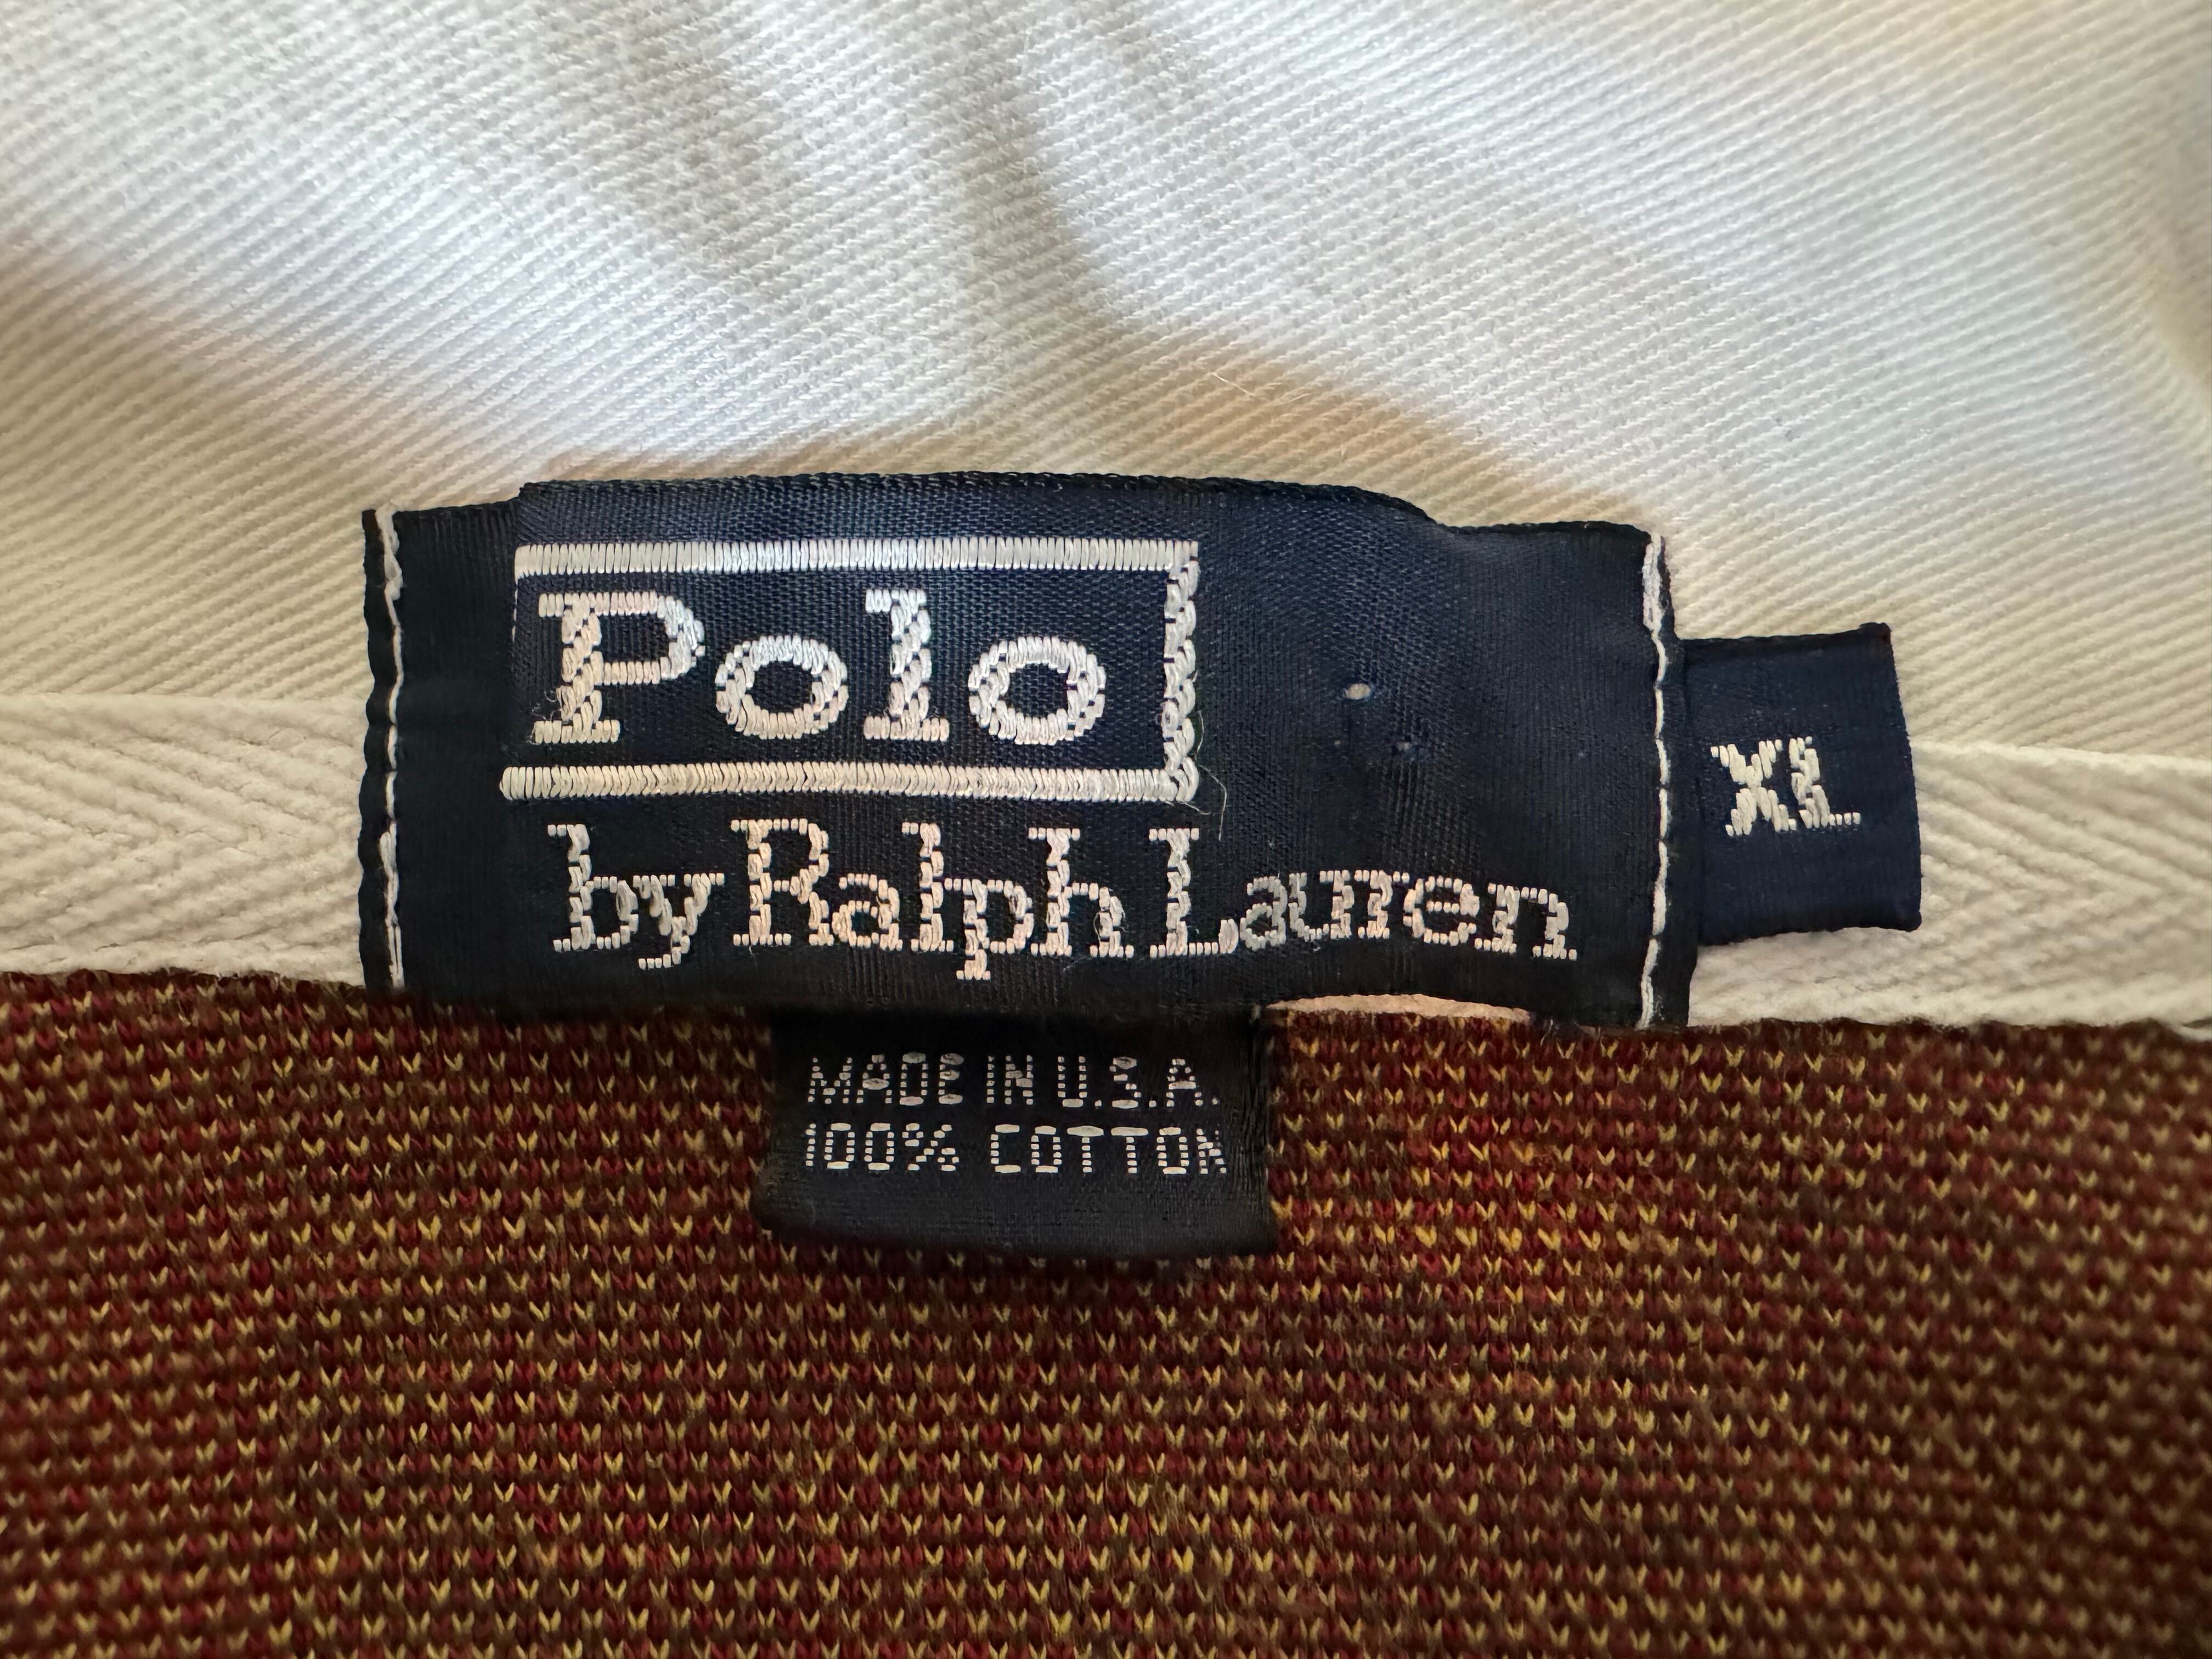 Polo
by Ralph Lauren
XL
MADE IN U.S.A.
100% COTTON